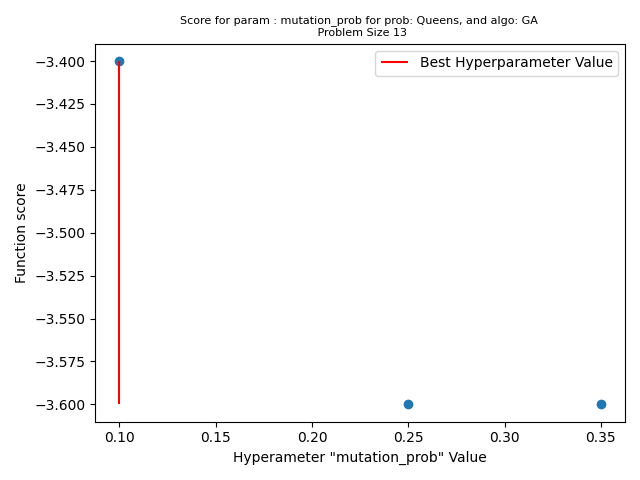 Score for param : mutation_prob for prob: Queens, and algo: GA
Problem Size 13
Best Hyperparameter Value
Function score
−3.400
−3.425
−3.450
−3.475
−3.500
−3.525
−3.550
−3.575
−3.600
0.10 0.15 0.20 0.25 0.30 0.35
Hyperameter "mutation_prob" Value